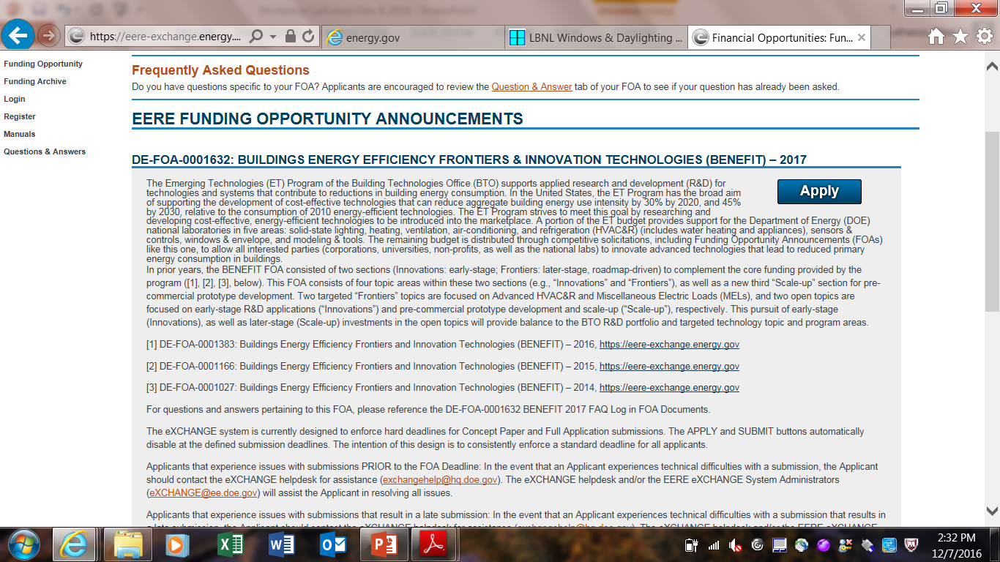 https://eere-exchange.energy....
energy.gov
LBNL Windows & Daylighting ...
Financial Opportunities: Fun...
Funding Opportunity
Funding Archive
Login
Register
Manuals
Questions & Answers
Frequently Asked Questions
Do you have questions specific to your FOA? Applicants are encouraged to review the Question & Answer tab of your FOA to see if your question has already been asked.
EERE FUNDING OPPORTUNITY ANNOUNCEMENTS
DE-FOA-0001632: BUILDINGS ENERGY EFFICIENCY FRONTIERS & INNOVATION TECHNOLOGIES (BENEFIT) – 2017
Apply
The Emerging Technologies (ET) Program of the Building Technologies Office (BTO) supports applied research and development (R&D) for
technologies and systems that contribute to reductions in building energy consumption. In the United States, the ET Program has the broad aim
of supporting the development of cost-effective technologies that can reduce aggregate building energy use intensity by 30% by 2020, and 45%
by 2030, relative to the consumption of 2010 energy-efficient technologies. The ET Program strives to meet this goal by researching and
developing cost-effective, energy-efficient technologies to be introduced into the marketplace. A portion of the ET budget provides support for the Department of Energy (DOE)
national laboratories in five areas: solid-state lighting, heating, ventilation, air-conditioning, and refrigeration (HVAC&R) (includes water heating and appliances), sensors &
controls, windows & envelope, and modeling & tools. The remaining budget is distributed through competitive solicitations, including Funding Opportunity Announcements (FOAs)
like this one, to allow all interested parties (corporations, universities, non-profits, as well as the national labs) to innovate advanced technologies that lead to reduced primary
energy consumption in buildings.
In prior years, the BENEFIT FOA consisted of two sections (Innovations: early-stage; Frontiers: later-stage, roadmap-driven) to complement the core funding provided by the
program ([1], [2], [3], below). This FOA consists of four topic areas within these two sections (e.g., “Innovations” and “Frontiers”), as well as a new third “Scale-up” section for pre-
commercial prototype development. Two targeted “Frontiers” topics are focused on Advanced HVAC&R and Miscellaneous Electric Loads (MELs), and two open topics are
focused on early-stage R&D applications (“Innovations”) and pre-commercial prototype development and scale-up (“Scale-up”), respectively. This pursuit of early-stage
(Innovations), as well as later-stage (Scale-up) investments in the open topics will provide balance to the BTO R&D portfolio and targeted technology topic and program areas.
[1] DE-FOA-0001383: Buildings Energy Efficiency Frontiers and Innovation Technologies (BENEFIT) – 2016, https://eere-exchange.energy.gov
[2] DE-FOA-0001166: Buildings Energy Efficiency Frontiers and Innovation Technologies (BENEFIT) – 2015, https://eere-exchange.energy.gov
[3] DE-FOA-0001027: Buildings Energy Efficiency Frontiers and Innovation Technologies (BENEFIT) – 2014, https://eere-exchange.energy.gov
For questions and answers pertaining to this FOA, please reference the DE-FOA-0001632 BENEFIT 2017 FAQ Log in FOA Documents.
The eXCHANGE system is currently designed to enforce hard deadlines for Concept Paper and Full Application submissions. The APPLY and SUBMIT buttons automatically
disable at the defined submission deadlines. The intention of this design is to consistently enforce a standard deadline for all applicants.
Applicants that experience issues with submissions PRIOR to the FOA Deadline: In the event that an Applicant experiences technical difficulties with a submission, the Applicant
should contact the eXCHANGE helpdesk for assistance (exchangehelp@hq.doe.gov). The eXCHANGE helpdesk and/or the EERE eXCHANGE System Administrators
(eXCHANGE@ee.doe.gov) will assist the Applicant in resolving all issues.
Applicants that experience issues with submissions that result in a late submission: In the event that an Applicant experiences technical difficulties with a submission that results in
2:32 PM
12/7/2016